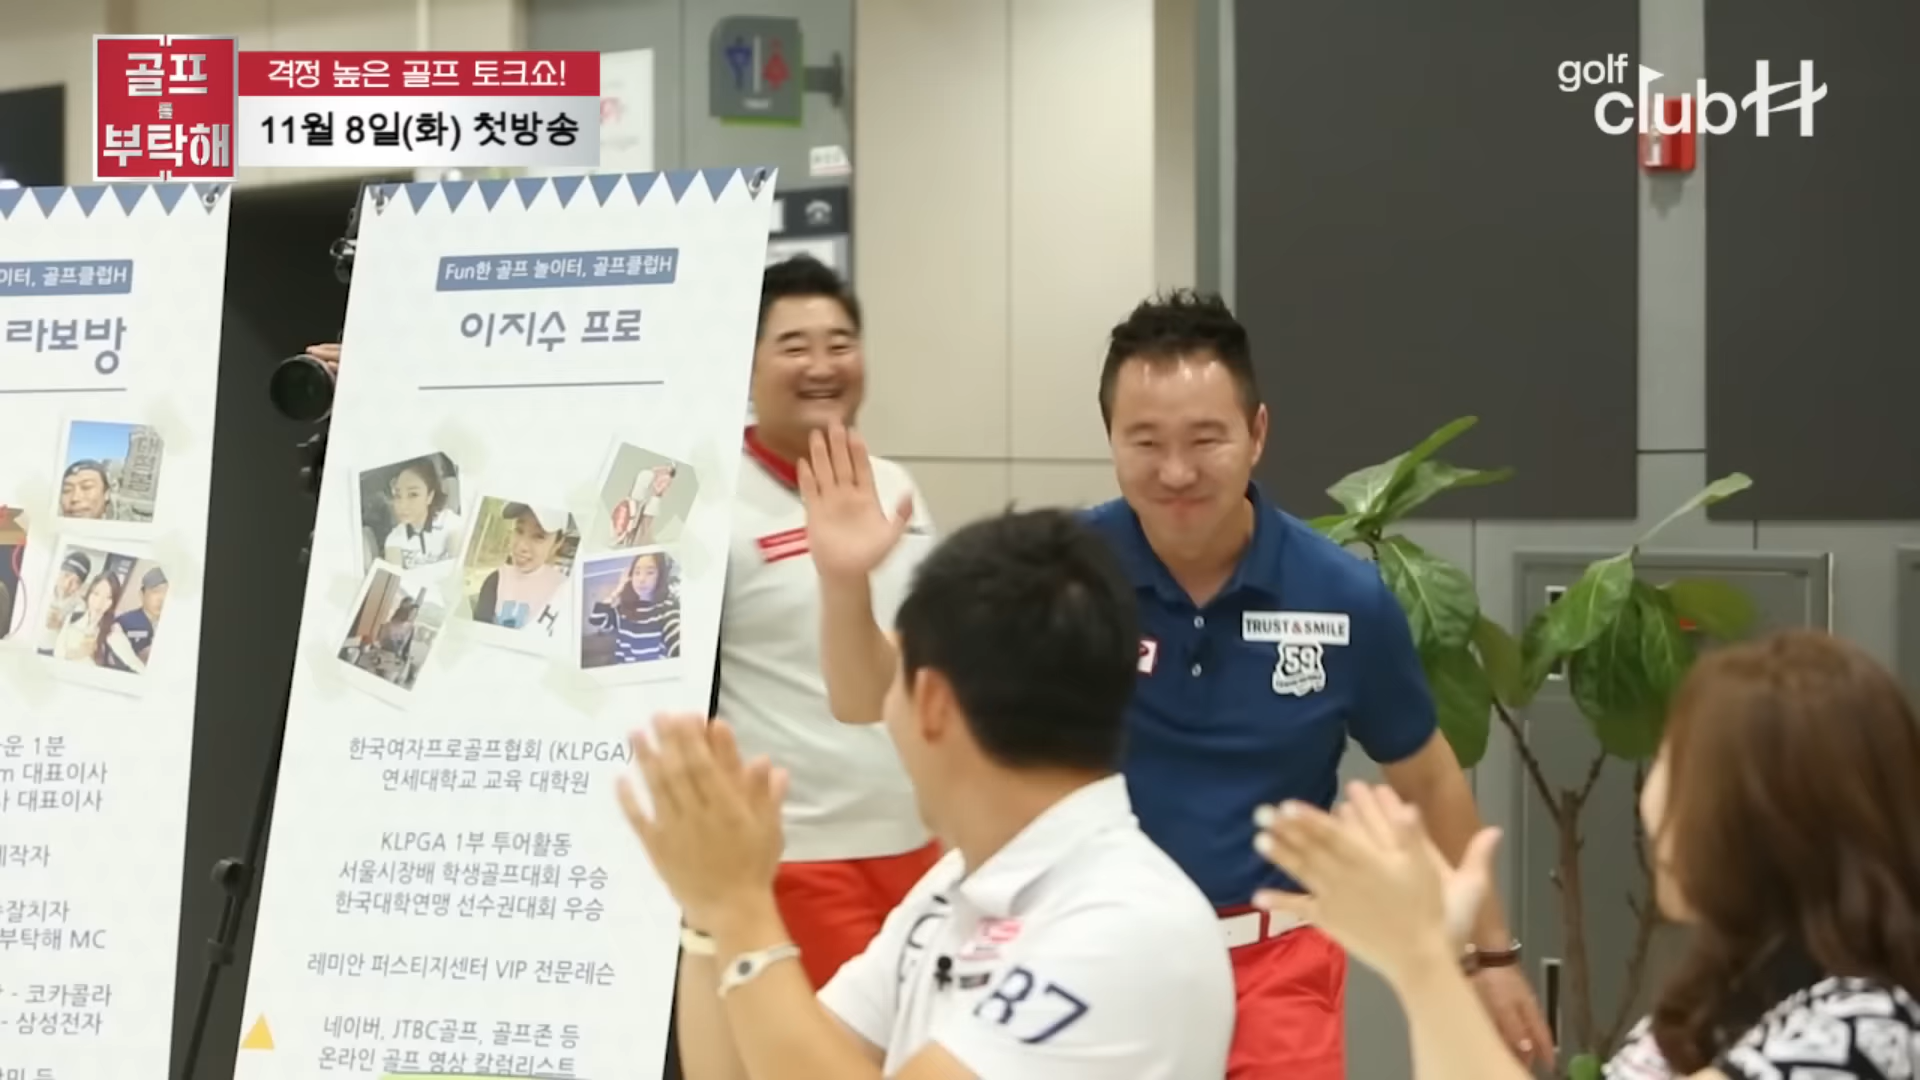 골프
를
부탁해
격정 높은 골프 토크쇼!
11월 8일(화) 첫방송
golf
clubH
이터, 골프클럽H
라보방
운 1분
m 대표이사
사 대표이사
제작자
잘치자
부탁해 MC
- 코카콜라
- 삼성전자
Fun한 골프 놀이터, 골프클럽H
이지수 프로
한국여자프로골프협회 (KLPGA)
연세대학교 교육 대학원
KLPGA 1부 투어활동
서울시장배 학생골프대회 우승
한국대학연맹 선수권대회 우승
레미안 퍼스티지센터 VIP 전문레슨
네이버, JTBC골프, 골프존 등
온라인 골프 영상 칼럼리스트
TRUST & SMILE
59
87